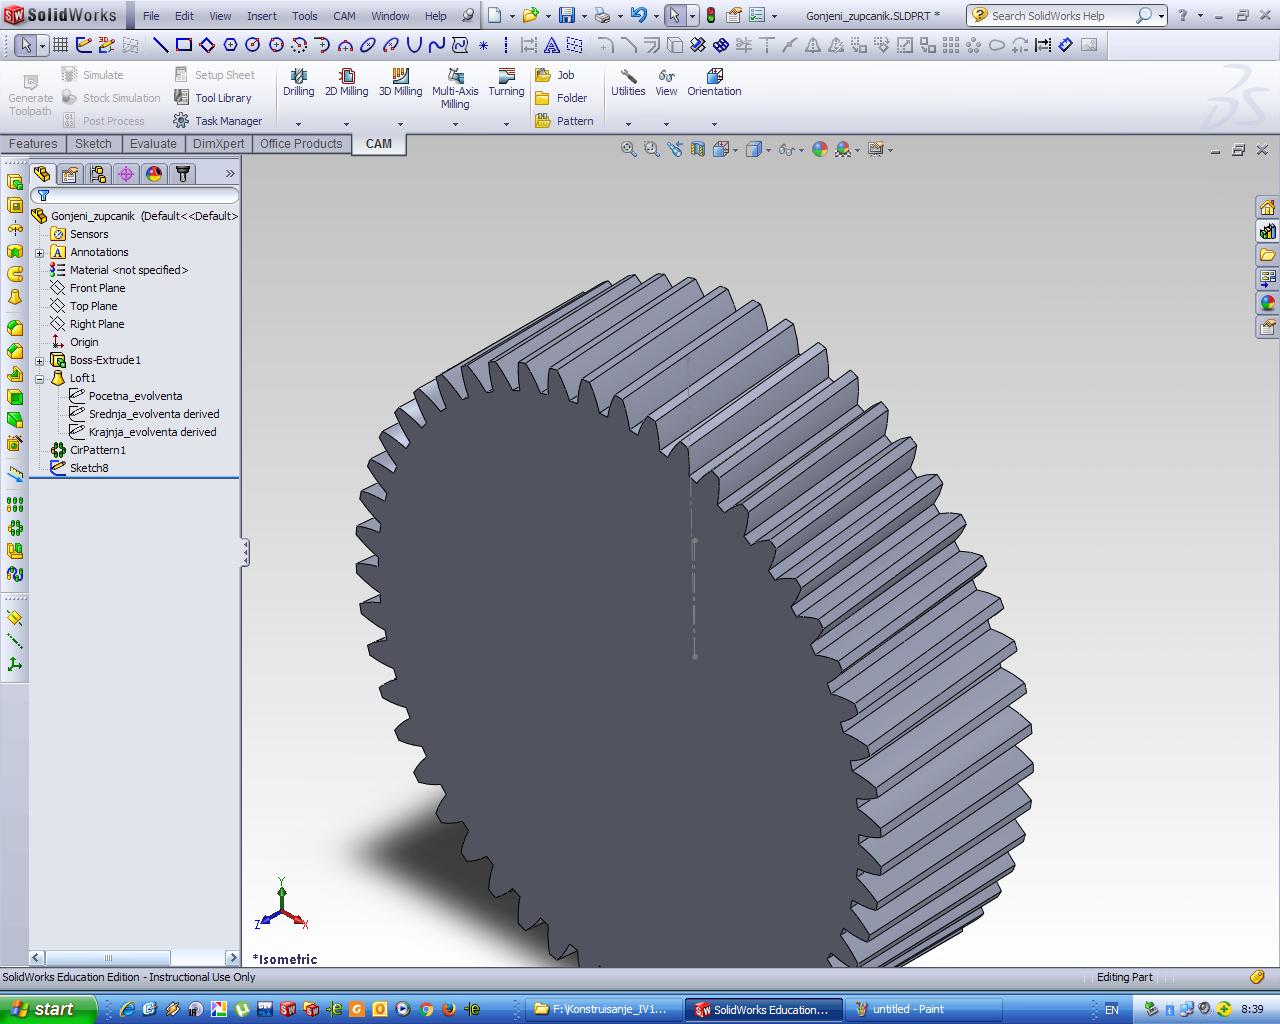 SolidWorks
File Edit View Insert Tools CAM Window Help
Gonjeni_zupcanik.SLDPRT *
Search SolidWorks Help
Generate Toolpath
Simulate
Stock Simulation
Post Process
Setup Sheet
Tool Library
Task Manager
Drilling
2D Milling
3D Milling
Multi-Axis
Milling
Turning
Job
Folder
Pattern
Utilities
View
Orientation
Features Sketch Evaluate DimXpert Office Products CAM
Gonjeni_zupcanik (Default<<Default>
Sensors
Annotations
Material <not specified>
Front Plane
Top Plane
Right Plane
Origin
Boss-Extrude1
Loft1
Pocetna_evolventa
Srednja_evolventa derived
Krajnja_evolventa derived
CirPattern1
Sketch8
Y
Z
X
*Isometric
SolidWorks Education Edition - Instructional Use Only
Editing Part
start
F:\Konstruisanje_IV1...
SolidWorks Education...
untitled - Paint
EN
8:39